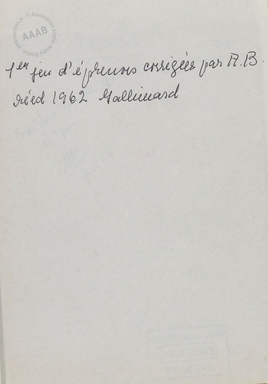 AAAB
1er jeu d'épreuves corrigées par A.B.
rééd 1962 Gallimard